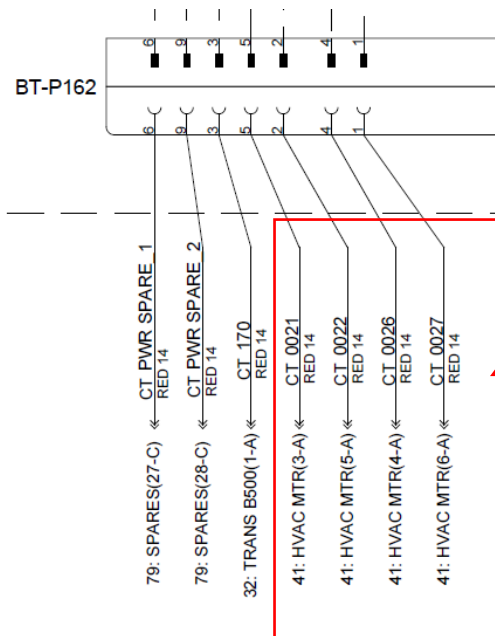 6 9 3 5 2 4 1
BT-P162
6 9 3 5 2 4 1
CT PWR SPARE_1
RED 14
CT PWR SPARE_2
RED 14
CT 170
RED 14
CT 0021
RED 14
CT 0022
RED 14
CT 0026
RED 14
CT 0027
RED 14
79: SPARES(27-C)
79: SPARES(28-C)
32: TRANS B500(1-A)
41: HVAC MTR(3-A)
41: HVAC MTR(5-A)
41: HVAC MTR(4-A)
41: HVAC MTR(6-A)